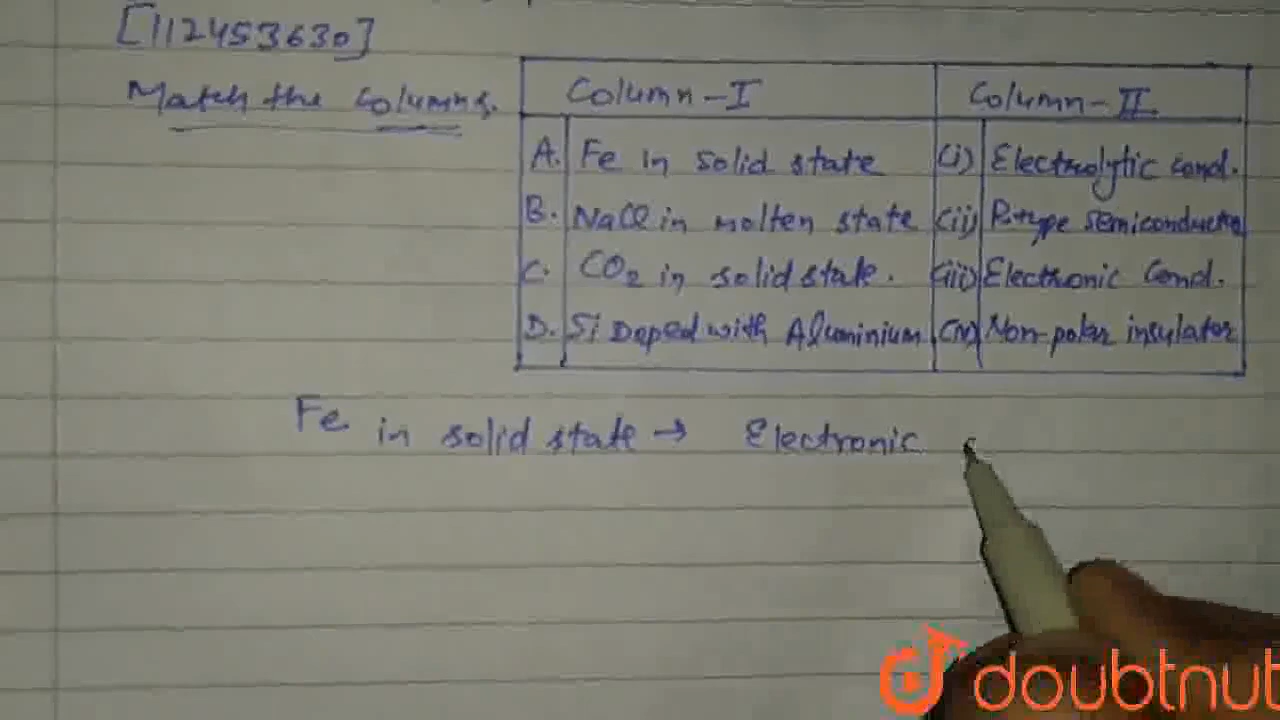 [112453630]
Match the columns.
Column-I Column-II
A. Fe in solid state (i) Electrolytic cond.
B. NaCl in molten state (ii) P-type semiconductor
C. CO2 in solid state. (iii) Electronic Cond.
D. Si Doped with Aluminium (iv) Non-polar insulator
Fe in solid state → Electronic
doubtnut